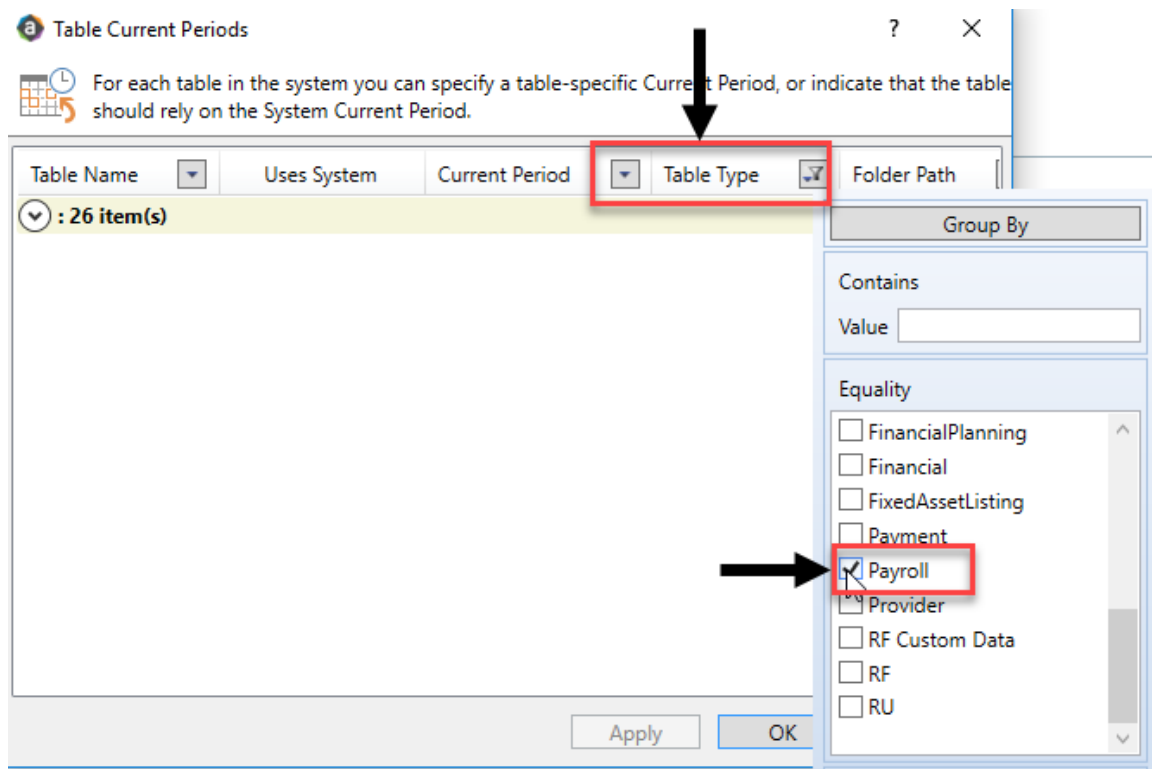 a Table Current Periods ? ×
For each table in the system you can specify a table-specific Current Period, or indicate that the table
should rely on the System Current Period.
Table Name Uses System Current Period Table Type Folder Path
: 26 item(s)
Group By
Contains
Value
Equality
FinancialPlanning
Financial
FixedAssetListing
Payment
Payroll
Provider
RF Custom Data
RF
RU
Apply OK